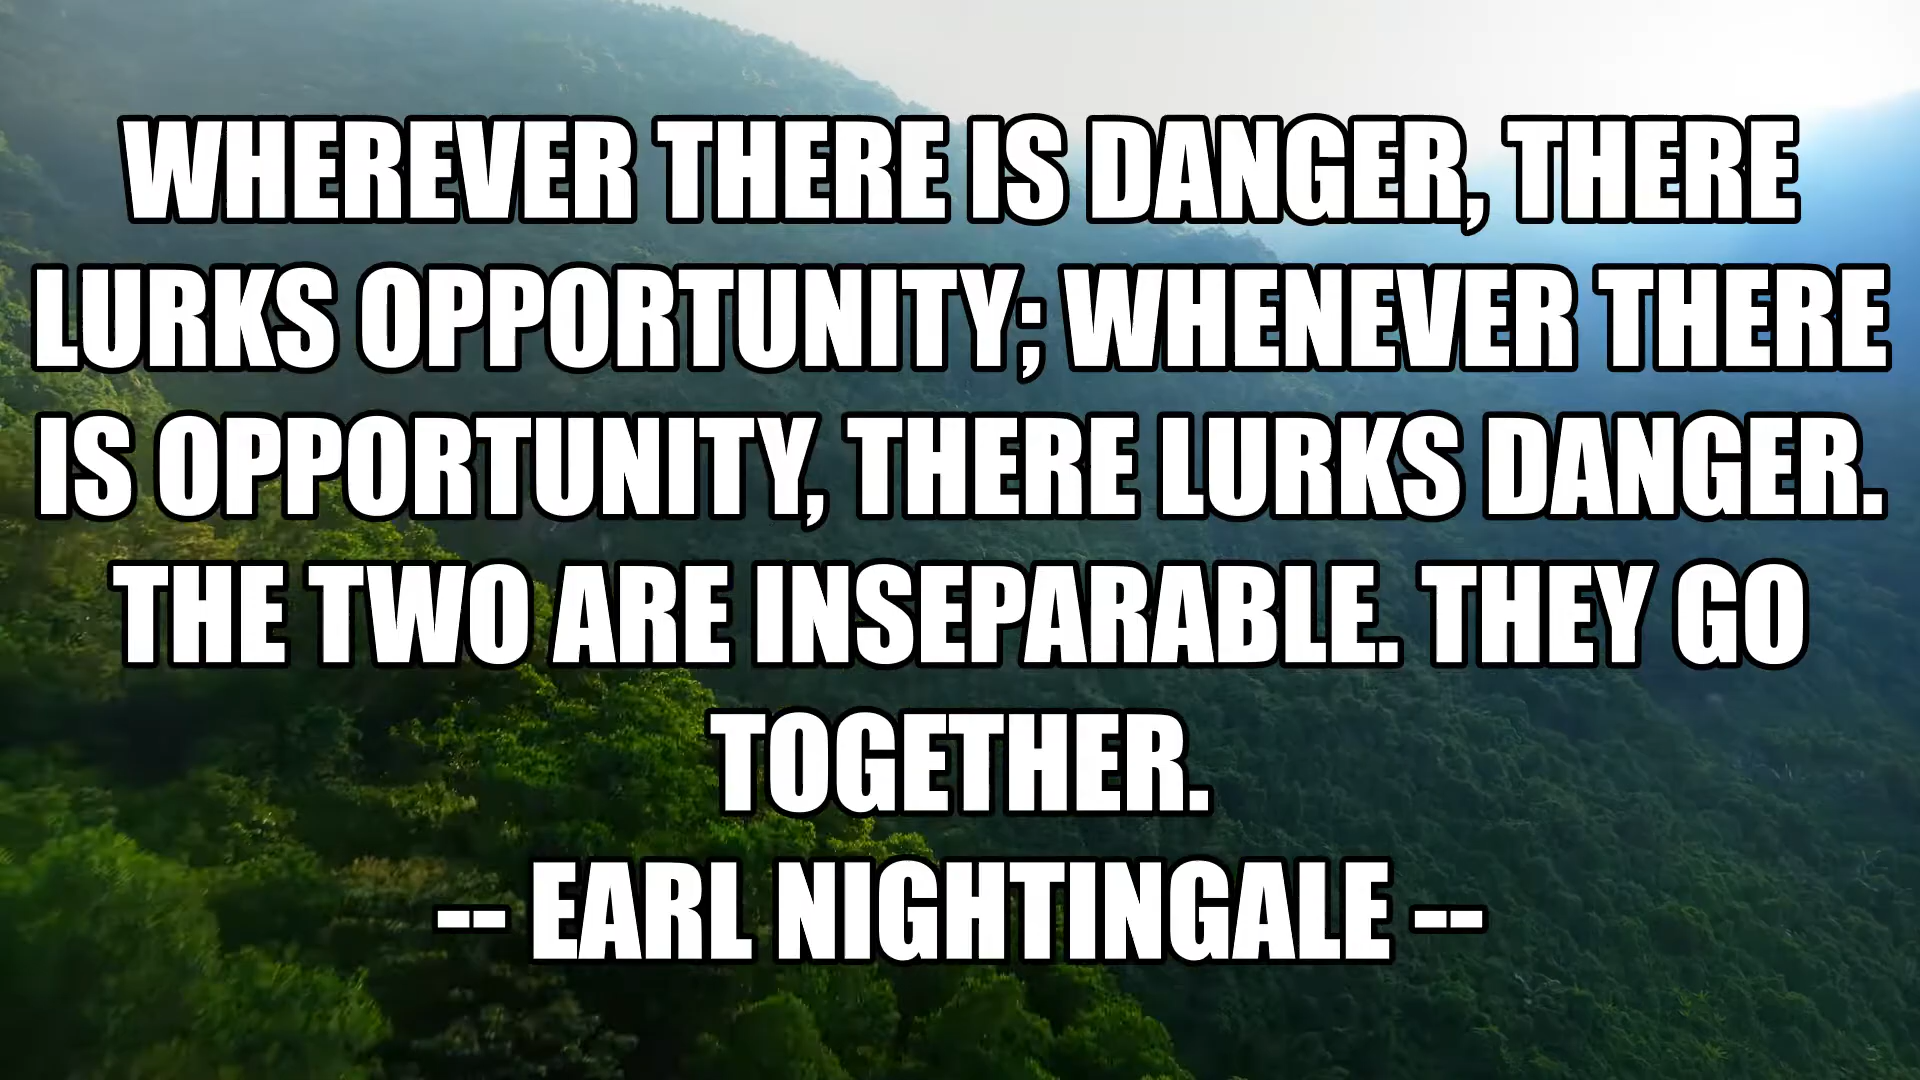 WHEREVER THERE IS DANGER, THERE
LURKS OPPORTUNITY; WHENEVER THERE
IS OPPORTUNITY, THERE LURKS DANGER.
THE TWO ARE INSEPARABLE. THEY GO
TOGETHER.
-- EARL NIGHTINGALE --